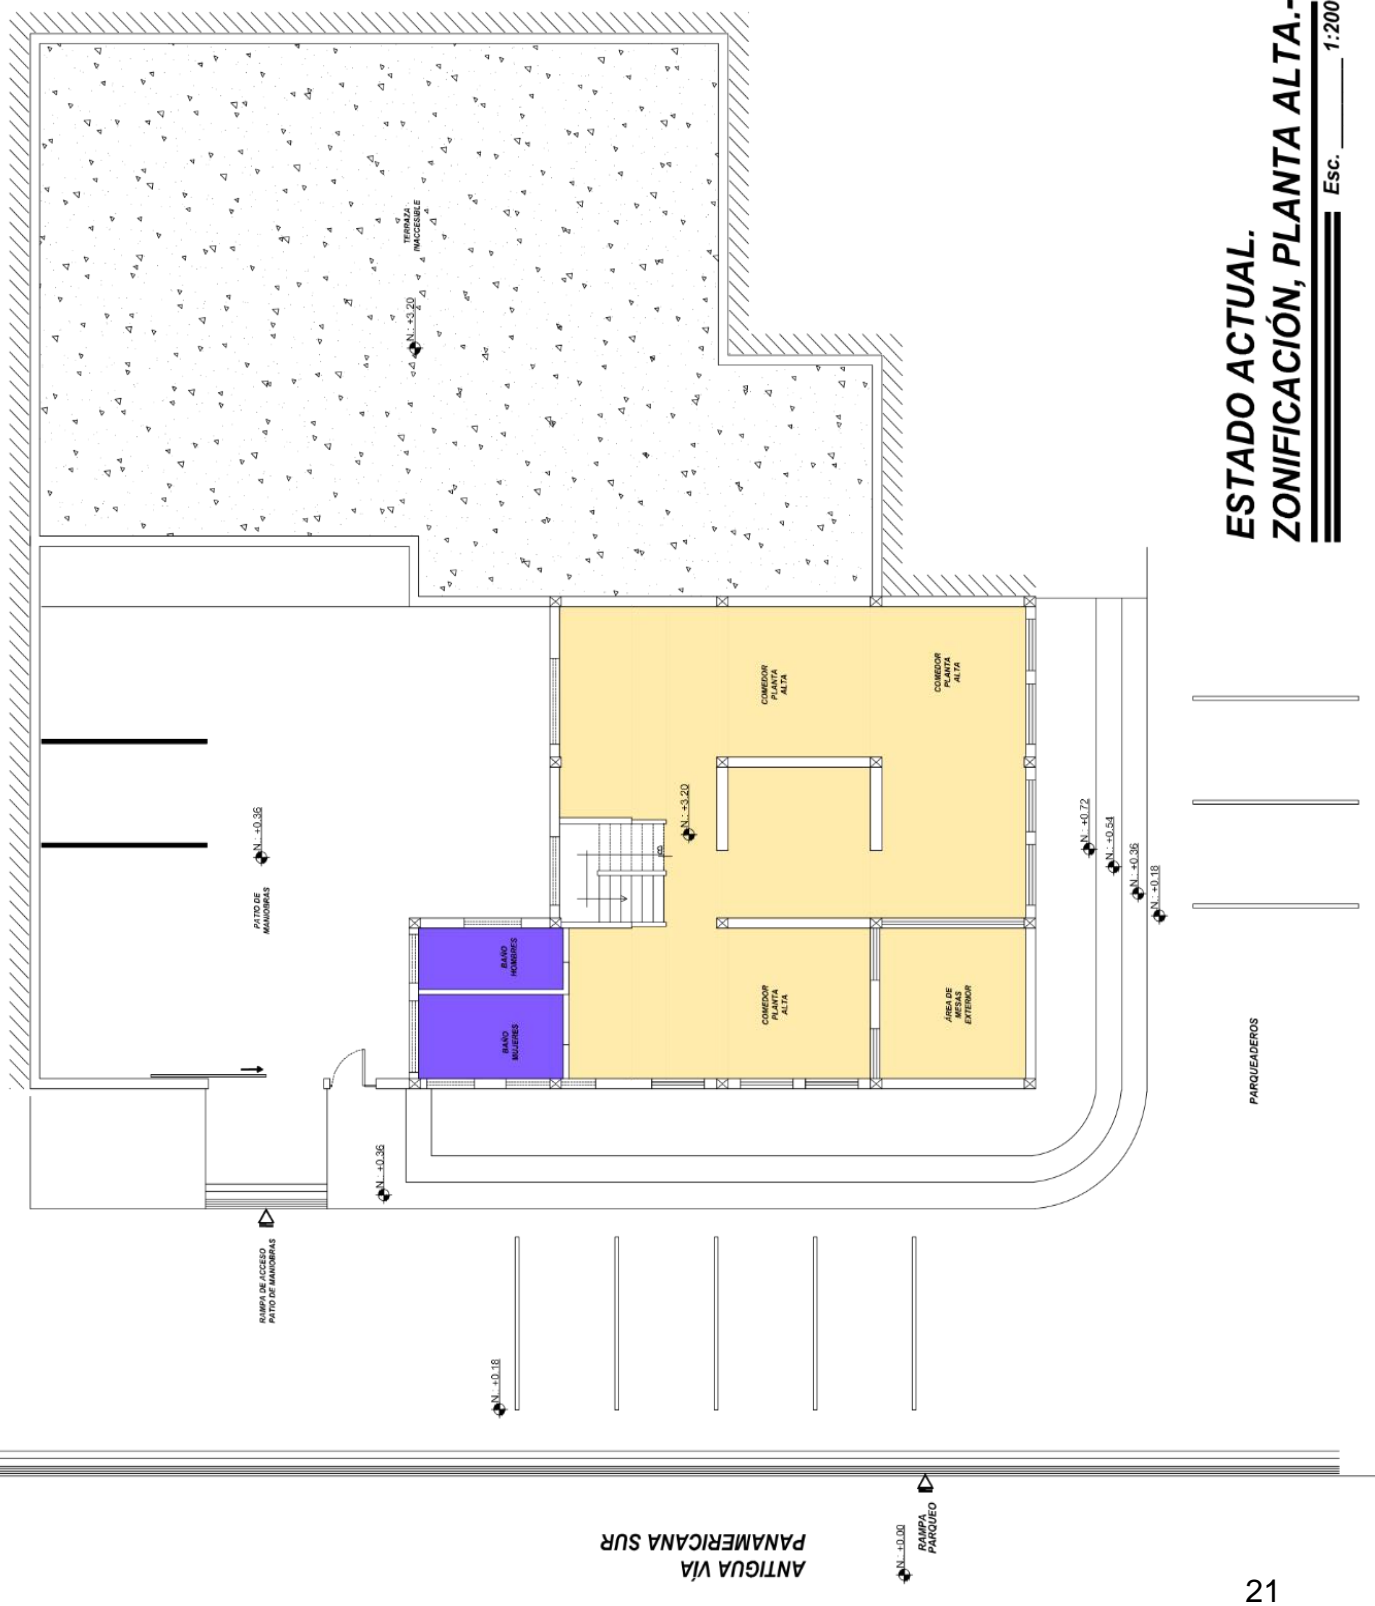 ESTADO ACTUAL.
ZONIFICACIÓN, PLANTA ALTA.-
Esc. 1:200
TERRAZA
INACCESIBLE
N.: +3.20
COMEDOR
PLANTA
ALTA
COMEDOR
PLANTA
ALTA
N.: +3.20
N.: +0.36
PATIO DE
MANIOBRAS
BAÑO
HOMBRES
BAÑO
MUJERES
COMEDOR
PLANTA
ALTA
ÁREA DE
MESAS
EXTERIOR
N.: +0.72
N.: +0.54
N.: +0.36
N.: +0.18
PARQUEADEROS
N.: +0.36
RAMPA DE ACCESO
PATIO DE MANIOBRAS
N.: +0.18
ANTIGUA VÍA
PANAMERICANA SUR
N.: +0.00
RAMPA
PARQUEO
21